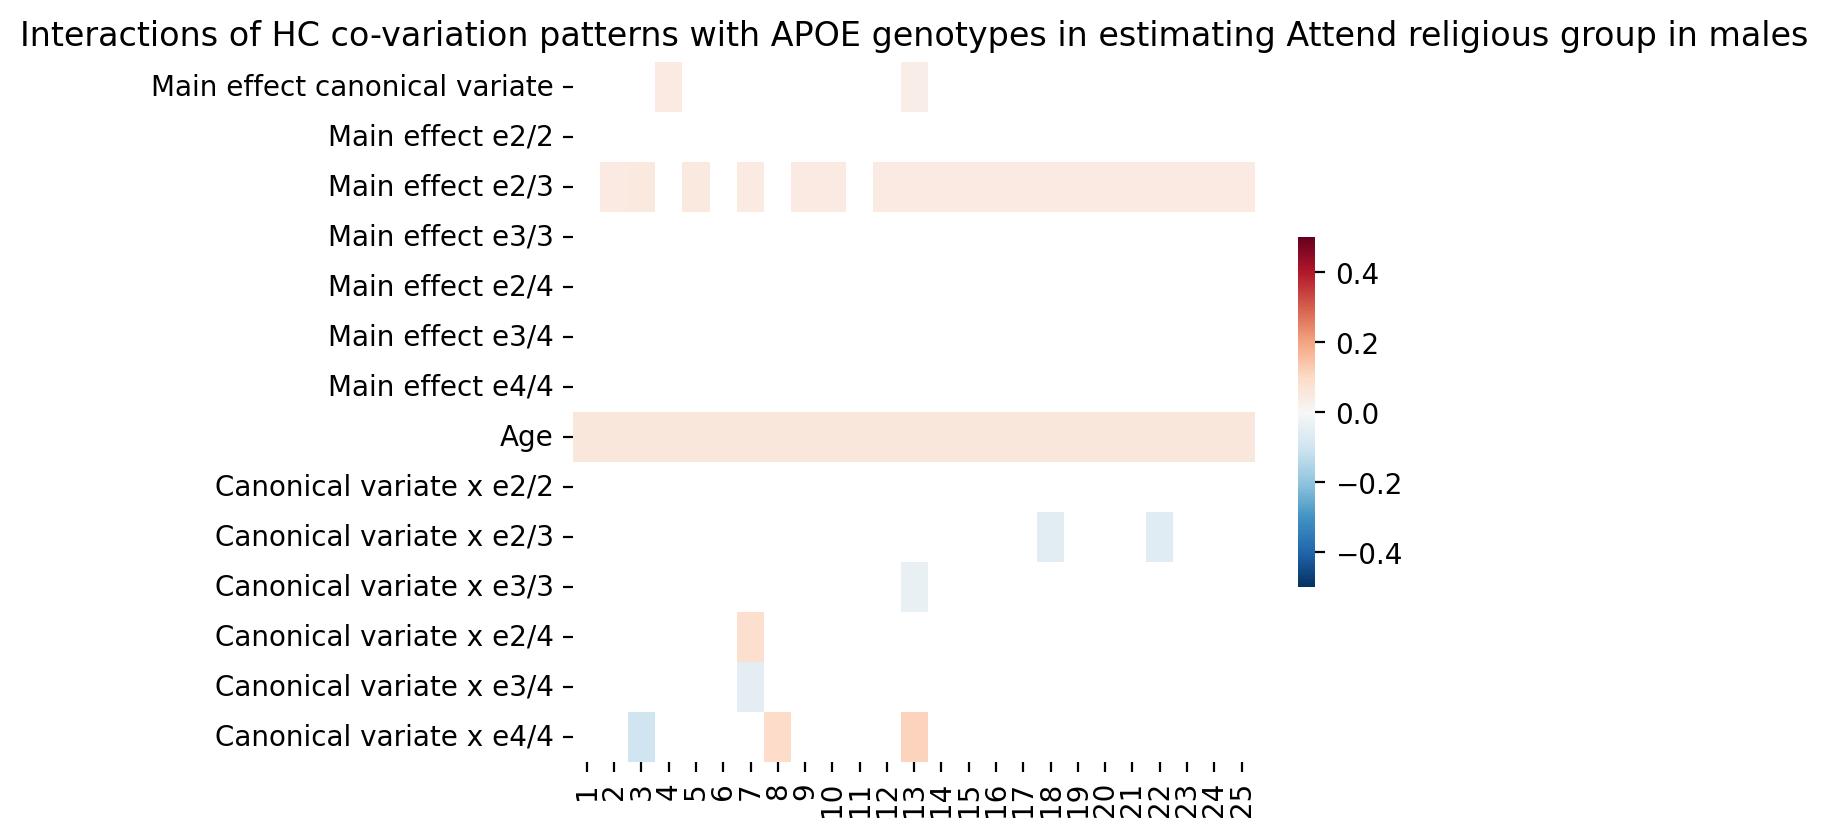 Interactions of HC co-variation patterns with APOE genotypes in estimating Attend religious group in males
Main effect canonical variate
Main effect e2/2
Main effect e2/3
Main effect e3/3
Main effect e2/4
Main effect e3/4
Main effect e4/4
Age
Canonical variate x e2/2
Canonical variate x e2/3
Canonical variate x e3/3
Canonical variate x e2/4
Canonical variate x e3/4
Canonical variate x e4/4
1 2 3 4 5 6 7 8 9 10 11 12 13 14 15 16 17 18 19 20 21 22 23 24 25
0.4
0.2
0.0
−0.2
−0.4